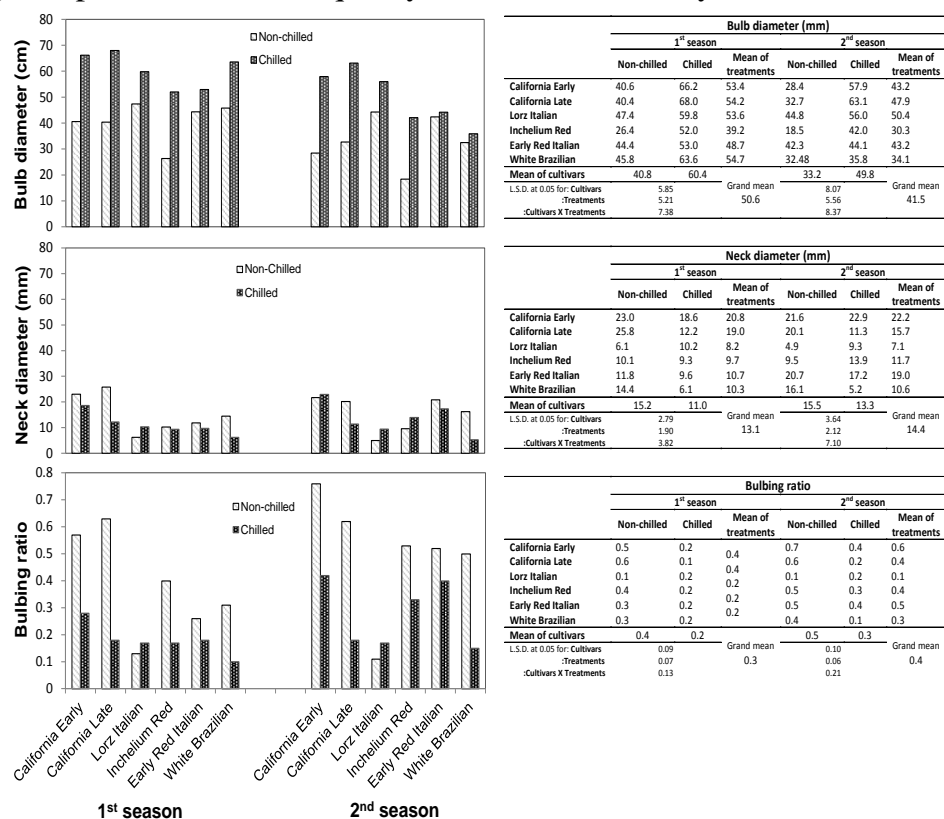 Bulb diameter (cm)
80
70
60
50
40
30
20
10
0
Non-chilled
Chilled
Neck diameter (mm)
80
70
60
50
40
30
20
10
0
Non-Chilled
Chilled
Bulbing ratio
0.8
0.7
0.6
0.5
0.4
0.3
0.2
0.1
0
Non-chilled
Chilled
California Early
California Late
Lorz Italian
Inchelium Red
Early Red Italian
White Brazilian
California Early
California Late
Lorz Italian
Inchelium Red
Early Red Italian
White Brazilian
1st season 2nd season
Bulb diameter (mm)
1st season 2nd season
Non-chilled Chilled Mean of treatments Non-chilled Chilled Mean of treatments
California Early 40.6 66.2 53.4 28.4 57.9 43.2
California Late 40.4 68.0 54.2 32.7 63.1 47.9
Lorz Italian 47.4 59.8 53.6 44.8 56.0 50.4
Inchelium Red 26.4 52.0 39.2 18.5 42.0 30.3
Early Red Italian 44.4 53.0 48.7 42.3 44.1 43.2
White Brazilian 45.8 63.6 54.7 32.48 35.8 34.1
Mean of cultivars 40.8 60.4 33.2 49.8
L.S.D. at 0.05 for: Cultivars 5.85 Grand mean 8.07 Grand mean
:Treatments 5.21 50.6 5.56 41.5
:Cultivars X Treatments 7.38 8.37
Neck diameter (mm)
1st season 2nd season
Non-chilled Chilled Mean of treatments Non-chilled Chilled Mean of treatments
California Early 23.0 18.6 20.8 21.6 22.9 22.2
California Late 25.8 12.2 19.0 20.1 11.3 15.7
Lorz Italian 6.1 10.2 8.2 4.9 9.3 7.1
Inchelium Red 10.1 9.3 9.7 9.5 13.9 11.7
Early Red Italian 11.8 9.6 10.7 20.7 17.2 19.0
White Brazilian 14.4 6.1 10.3 16.1 5.2 10.6
Mean of cultivars 15.2 11.0 15.5 13.3
L.S.D. at 0.05 for: Cultivars 2.79 Grand mean 3.64 Grand mean
:Treatments 1.90 13.1 2.12 14.4
:Cultivars X Treatments 3.82 7.10
Bulbing ratio
1st season 2nd season
Non-chilled Chilled Mean of treatments Non-chilled Chilled Mean of treatments
California Early 0.5 0.2 0.4 0.7 0.4 0.6
California Late 0.6 0.1 0.4 0.6 0.2 0.4
Lorz Italian 0.1 0.2 0.2 0.1 0.2 0.1
Inchelium Red 0.4 0.2 0.2 0.5 0.3 0.4
Early Red Italian 0.3 0.2 0.2 0.5 0.4 0.5
White Brazilian 0.3 0.2 0.4 0.1 0.3
Mean of cultivars 0.4 0.2 0.5 0.3
L.S.D. at 0.05 for: Cultivars 0.09 Grand mean 0.10 Grand mean
:Treatments 0.07 0.3 0.06 0.4
:Cultivars X Treatments 0.13 0.21